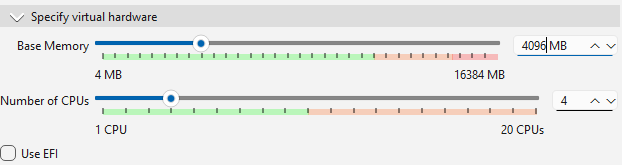 Specify virtual hardware
Base Memory 4096 MB
4 MB 16384 MB
Number of CPUs 4
1 CPU 20 CPUs
Use EFI